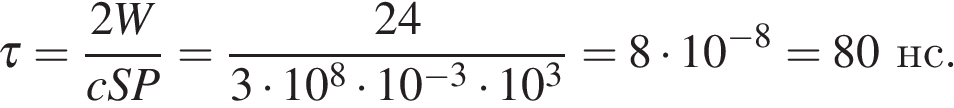 τ = 2W/cSP = 24/3 · 10⁸ · 10⁻³ · 10³ = 8 · 10⁻⁸ = 80 нс.